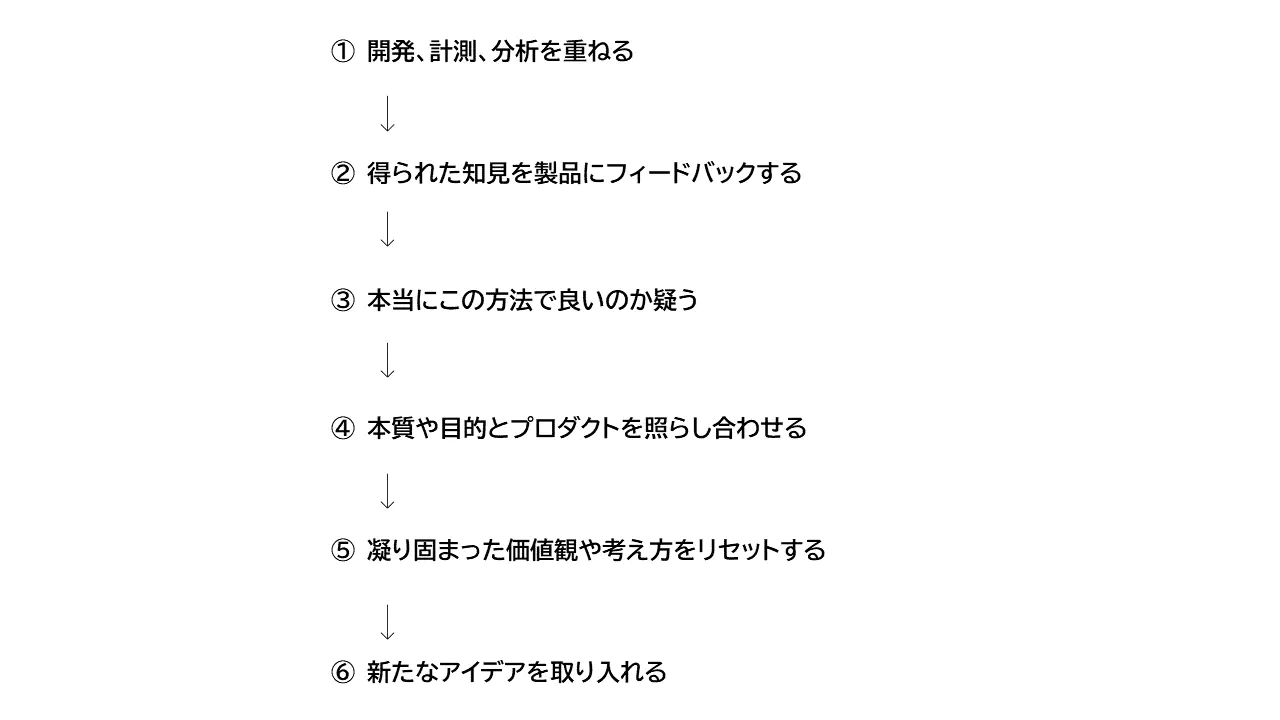 ① 開発、計測、分析を重ねる
② 得られた知見を製品にフィードバックする
③ 本当にこの方法で良いのか疑う
④ 本質や目的とプロダクトを照らし合わせる
⑤ 凝り固まった価値観や考え方をリセットする
⑥ 新たなアイデアを取り入れる